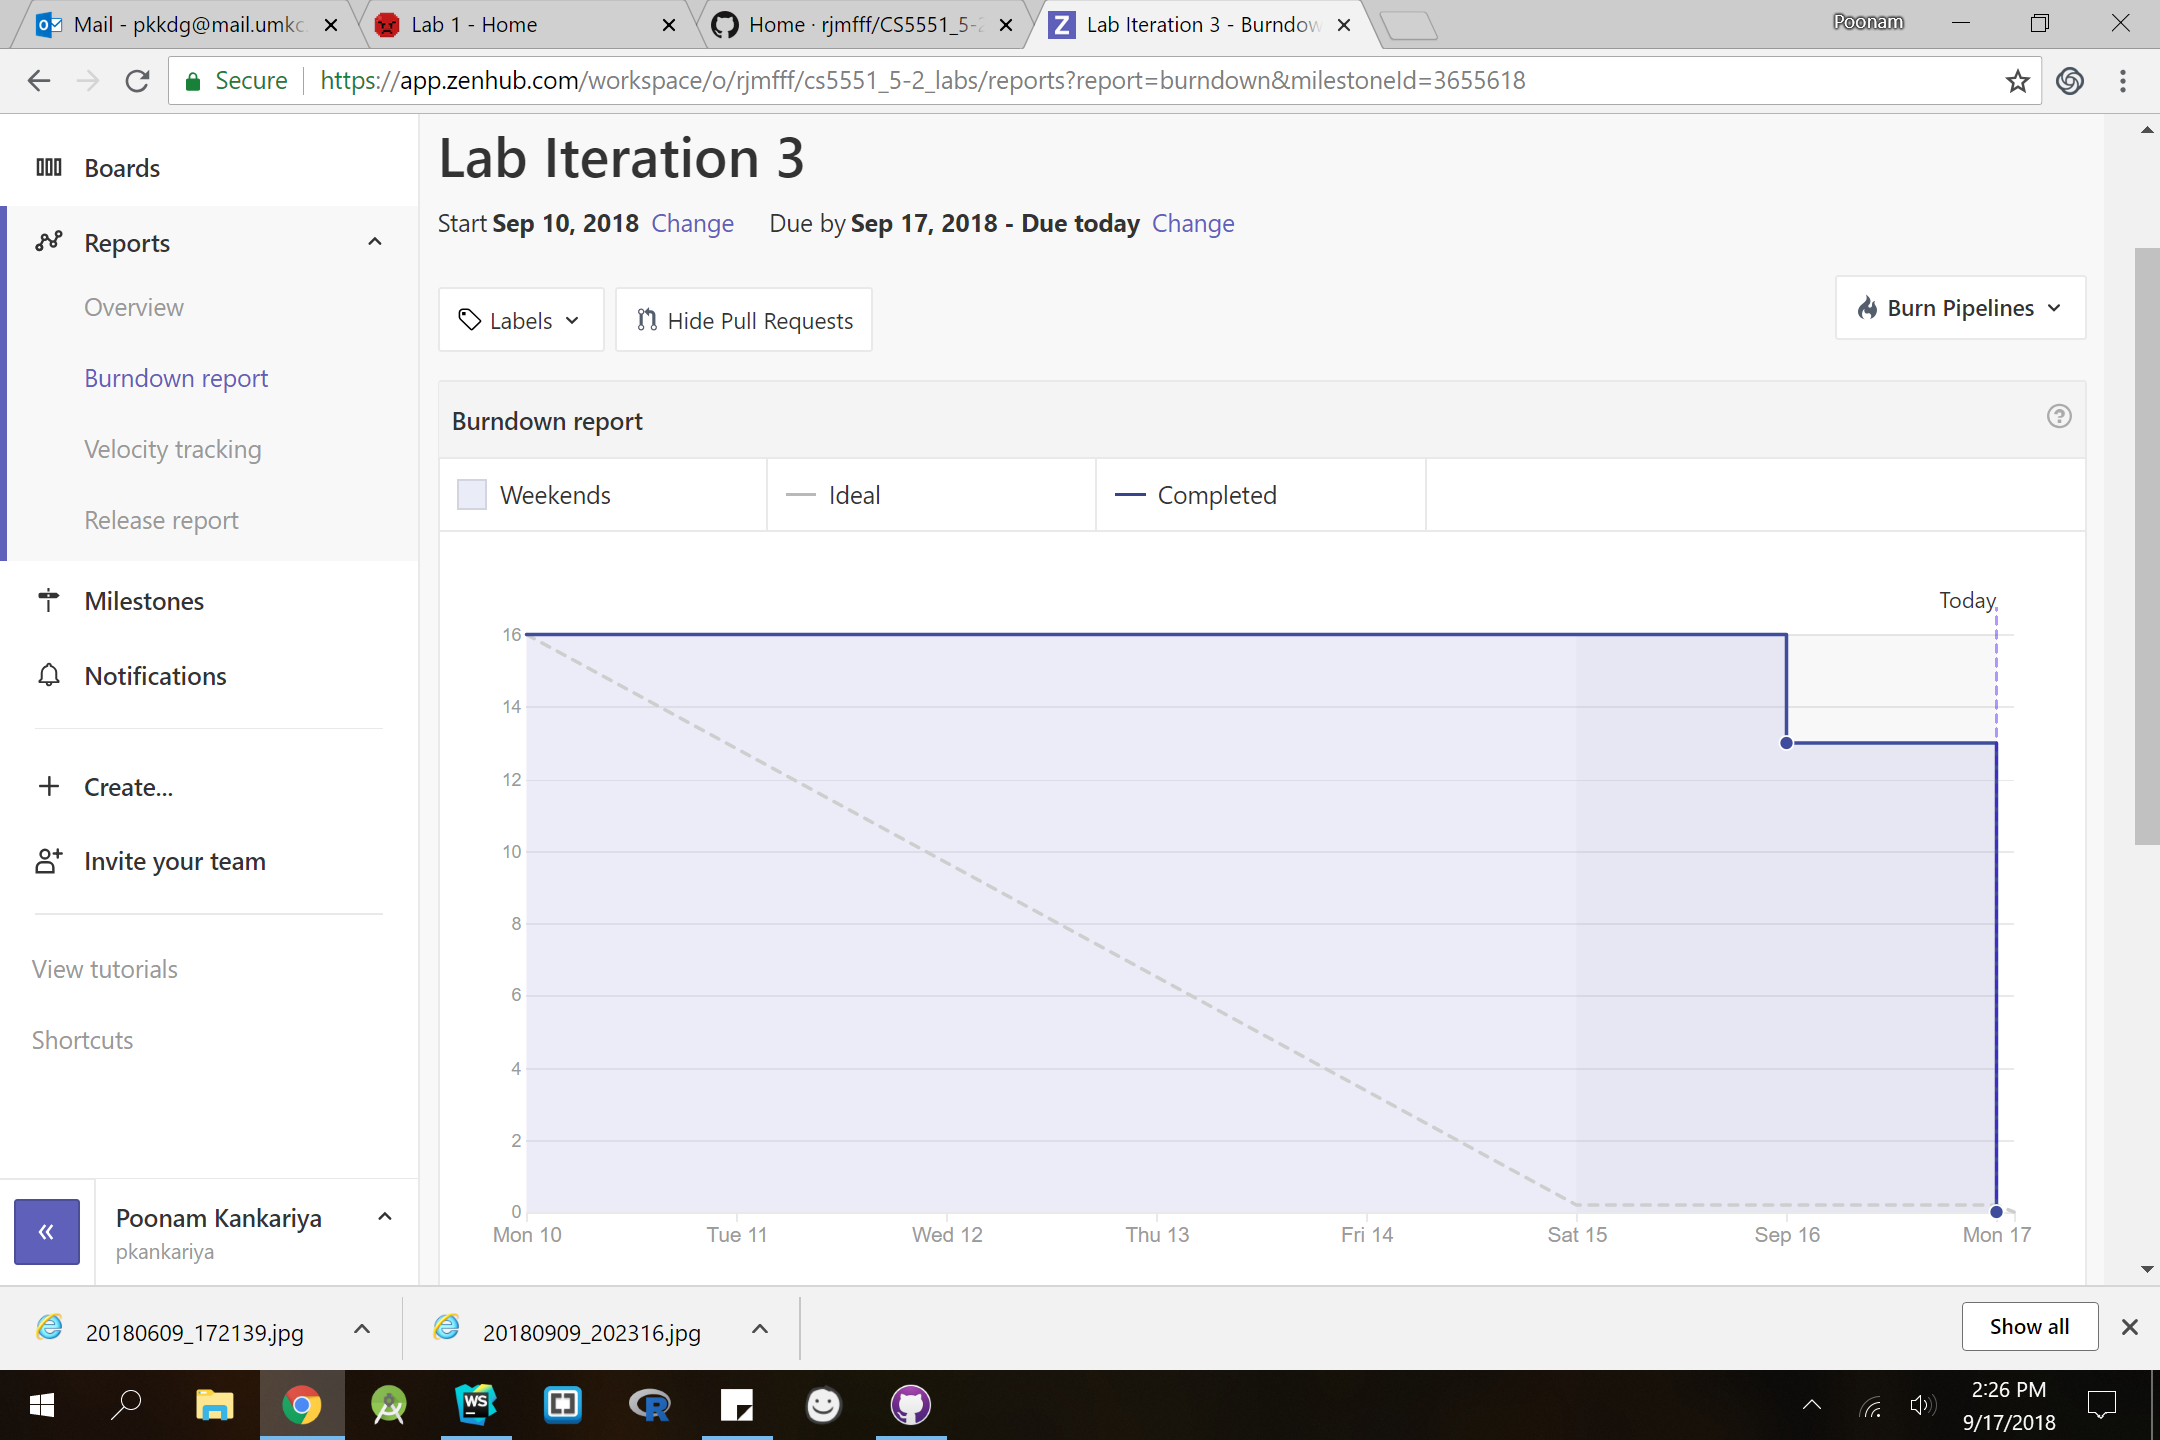 Mail - pkkdg@mail.umkc
Lab 1 - Home
Home · rjmfff/CS5551_5-2
Lab Iteration 3 - Burndow
Poonam
Secure
https://app.zenhub.com/workspace/o/rjmfff/cs5551_5-2_labs/reports?report=burndown&milestoneId=3655618
Boards
Reports
Overview
Burndown report
Velocity tracking
Release report
Milestones
Notifications
Create...
Invite your team
View tutorials
Shortcuts
Poonam Kankariya
pkankariya
Lab Iteration 3
Start Sep 10, 2018 Change Due by Sep 17, 2018 - Due today Change
Labels
Hide Pull Requests
Burn Pipelines
Burndown report
Weekends
Ideal
Completed
Today
16
14
12
10
8
6
4
2
0
Mon 10 Tue 11 Wed 12 Thu 13 Fri 14 Sat 15 Sep 16 Mon 17
20180609_172139.jpg
20180909_202316.jpg
Show all
WS
R
2:26 PM
9/17/2018